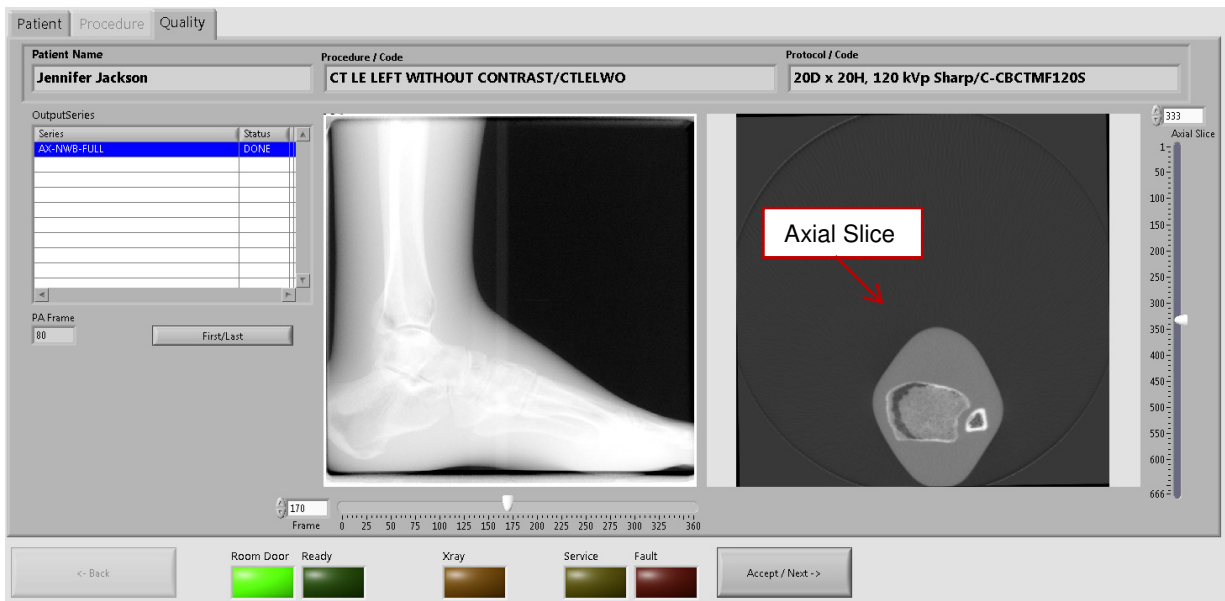 Patient Procedure Quality
Patient Name
Jennifer Jackson
Procedure / Code
CT LE LEFT WITHOUT CONTRAST/CTLELWO
Protocol / Code
20D x 20H, 120 kVp Sharp/C-CBCTMF120S
OutputSeries
Series Status
AX-NWB-FULL DONE
PA Frame
80
First/Last
Axial Slice
333
Axial Slice
1
50
100
150
200
250
300
350
400
450
500
550
600
666
170
Frame
0 25 50 75 100 125 150 175 200 225 250 275 300 325 360
<- Back
Room Door Ready Xray Service Fault
Accept / Next ->